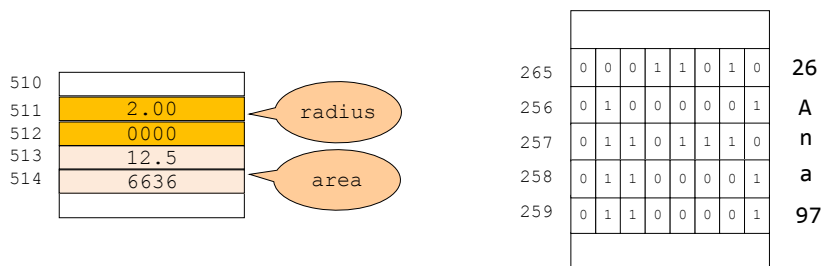 510
511 2.00 radius
512 0000
513 12.5
514 6636 area
265 0 0 0 1 1 0 1 0 26
256 0 1 0 0 0 0 0 1 A
257 0 1 1 0 1 1 1 0 n
258 0 1 1 0 0 0 0 1 a
259 0 1 1 0 0 0 0 1 97